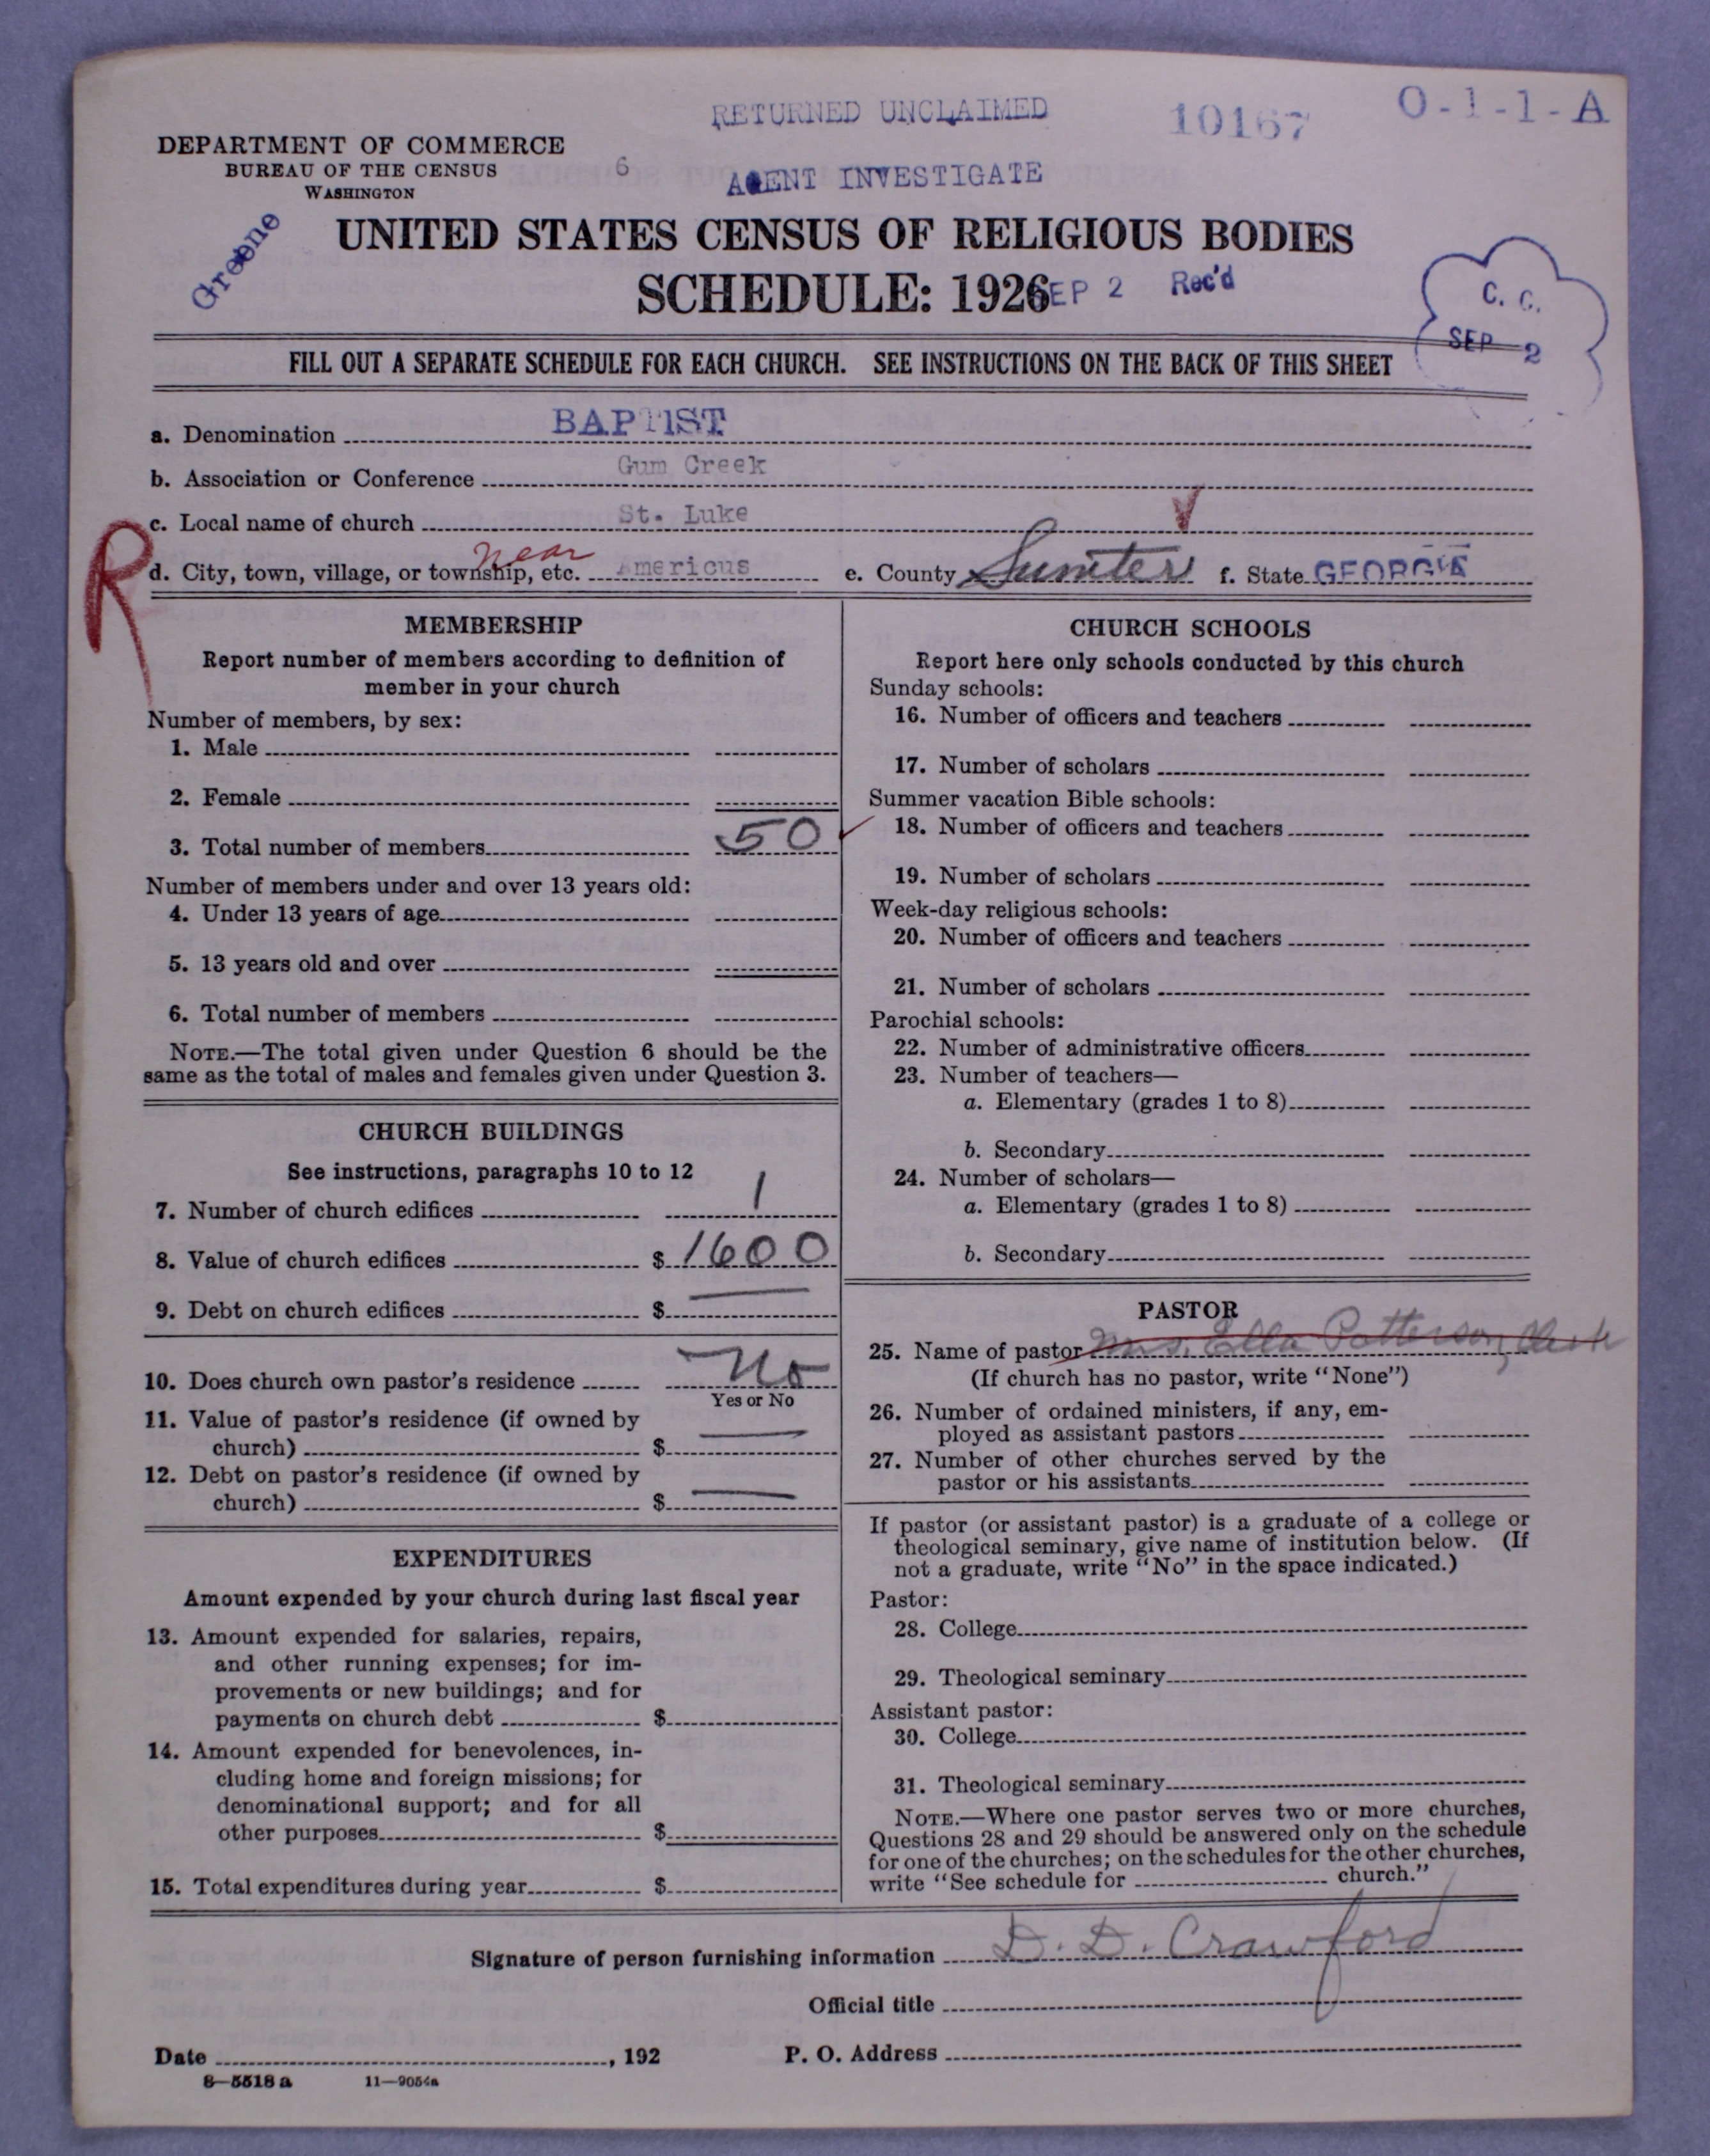 RETURNED UNCLAIMED
10167
O-1-1-A
DEPARTMENT OF COMMERCE
BUREAU OF THE CENSUS
WASHINGTON
6
AGENT INVESTIGATE
Greene
UNITED STATES CENSUS OF RELIGIOUS BODIES
SCHEDULE: 1926
SEP 2 Rec'd
C. C.
SEP 2
FILL OUT A SEPARATE SCHEDULE FOR EACH CHURCH. SEE INSTRUCTIONS ON THE BACK OF THIS SHEET
a. Denomination BAPTIST
b. Association or Conference Gum Creek
c. Local name of church St. Luke
R
d. City, town, village, or township, etc. near Americus e. County Sumter f. State GEORGIA
MEMBERSHIP
Report number of members according to definition of
member in your church
Number of members, by sex:
1. Male
2. Female
3. Total number of members 50
Number of members under and over 13 years old:
4. Under 13 years of age
5. 13 years old and over
6. Total number of members
NOTE.—The total given under Question 6 should be the
same as the total of males and females given under Question 3.
CHURCH BUILDINGS
See instructions, paragraphs 10 to 12
7. Number of church edifices 1
8. Value of church edifices $ 1600
9. Debt on church edifices $ —
10. Does church own pastor's residence No
Yes or No
11. Value of pastor's residence (if owned by
church) $ —
12. Debt on pastor's residence (if owned by
church) $ —
EXPENDITURES
Amount expended by your church during last fiscal year
13. Amount expended for salaries, repairs,
and other running expenses; for im-
provements or new buildings; and for
payments on church debt $
14. Amount expended for benevolences, in-
cluding home and foreign missions; for
denominational support; and for all
other purposes $
15. Total expenditures during year $
CHURCH SCHOOLS
Report here only schools conducted by this church
Sunday schools:
16. Number of officers and teachers
17. Number of scholars
Summer vacation Bible schools:
18. Number of officers and teachers
19. Number of scholars
Week-day religious schools:
20. Number of officers and teachers
21. Number of scholars
Parochial schools:
22. Number of administrative officers
23. Number of teachers—
a. Elementary (grades 1 to 8)
b. Secondary
24. Number of scholars—
a. Elementary (grades 1 to 8)
b. Secondary
PASTOR
25. Name of pastor Mrs. Ella Patterson, Clerk
(If church has no pastor, write "None")
26. Number of ordained ministers, if any, em-
ployed as assistant pastors
27. Number of other churches served by the
pastor or his assistants
If pastor (or assistant pastor) is a graduate of a college or
theological seminary, give name of institution below. (If
not a graduate, write "No" in the space indicated.)
Pastor:
28. College
29. Theological seminary
Assistant pastor:
30. College
31. Theological seminary
NOTE.—Where one pastor serves two or more churches,
Questions 28 and 29 should be answered only on the schedule
for one of the churches; on the schedules for the other churches,
write "See schedule for church."
Signature of person furnishing information D. D. Crawford
Official title
Date , 192 P. O. Address
8—5518 a 11—9054a